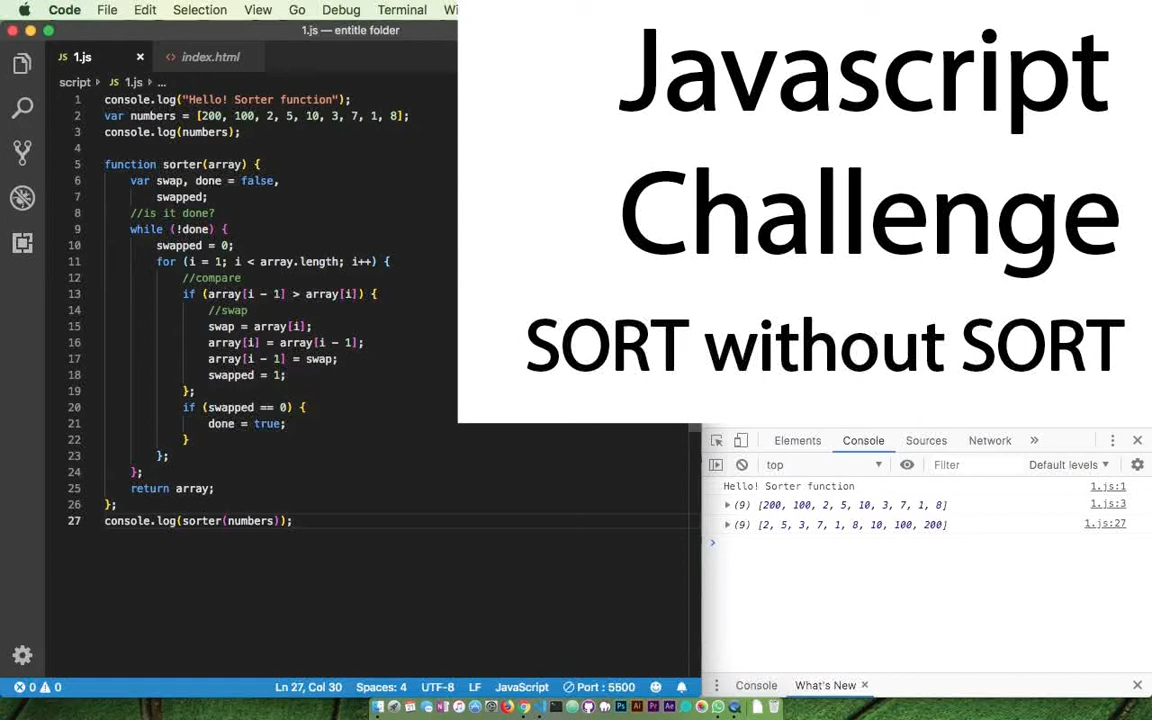 Code File Edit Selection View Go Debug Terminal Wi
1.js — entitle folder
JS 1.js × <> index.html
script › JS 1.js › ...
1 console.log("Hello! Sorter function");
2 var numbers = [200, 100, 2, 5, 10, 3, 7, 1, 8];
3 console.log(numbers);
4
5 function sorter(array) {
6 var swap, done = false,
7 swapped;
8 //is it done?
9 while (!done) {
10 swapped = 0;
11 for (i = 1; i < array.length; i++) {
12 //compare
13 if (array[i - 1] > array[i]) {
14 //swap
15 swap = array[i];
16 array[i] = array[i - 1];
17 array[i - 1] = swap;
18 swapped = 1;
19 };
20 if (swapped == 0) {
21 done = true;
22 }
23 };
24 };
25 return array;
26 };
27 console.log(sorter(numbers));
Javascript
Challenge
SORT without SORT
Elements Console Sources Network »
top Filter Default levels
Hello! Sorter function 1.js:1
(9) [200, 100, 2, 5, 10, 3, 7, 1, 8] 1.js:3
(9) [2, 5, 3, 7, 1, 8, 10, 100, 200] 1.js:27
Console What's New ×
0 0 Ln 27, Col 30 Spaces: 4 UTF-8 LF JavaScript Port : 5500